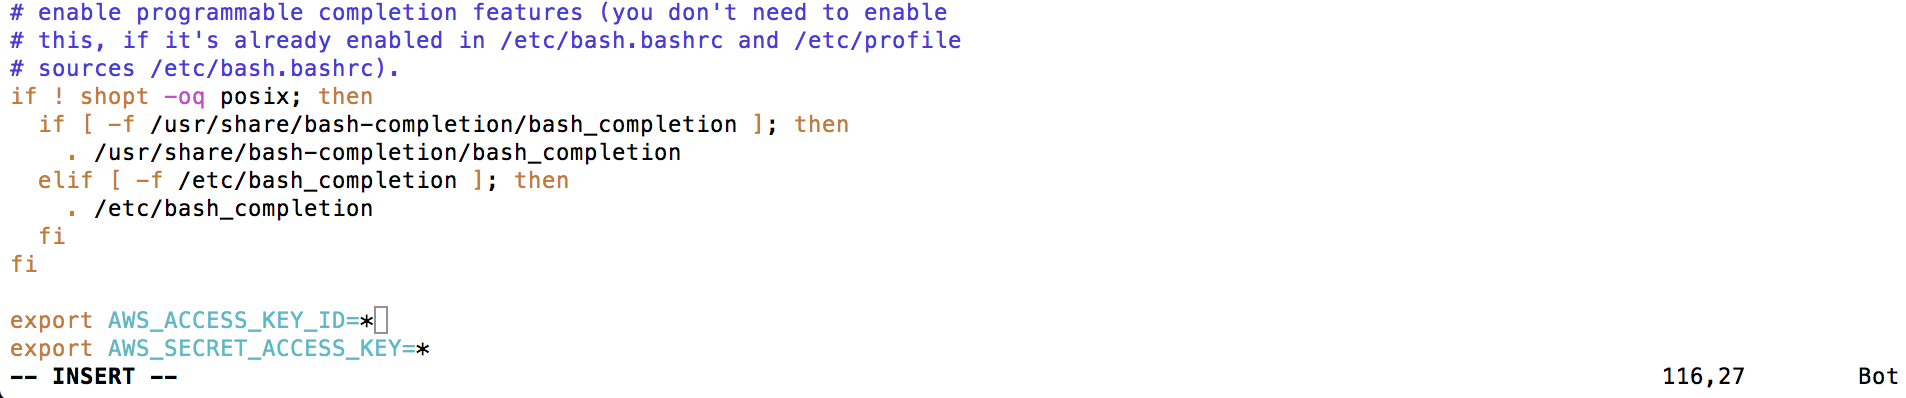 # enable programmable completion features (you don't need to enable
# this, if it's already enabled in /etc/bash.bashrc and /etc/profile
# sources /etc/bash.bashrc).
if ! shopt -oq posix; then
  if [ -f /usr/share/bash-completion/bash_completion ]; then
    . /usr/share/bash-completion/bash_completion
  elif [ -f /etc/bash_completion ]; then
    . /etc/bash_completion
  fi
fi

export AWS_ACCESS_KEY_ID=*
export AWS_SECRET_ACCESS_KEY=*
-- INSERT -- 116,27 Bot